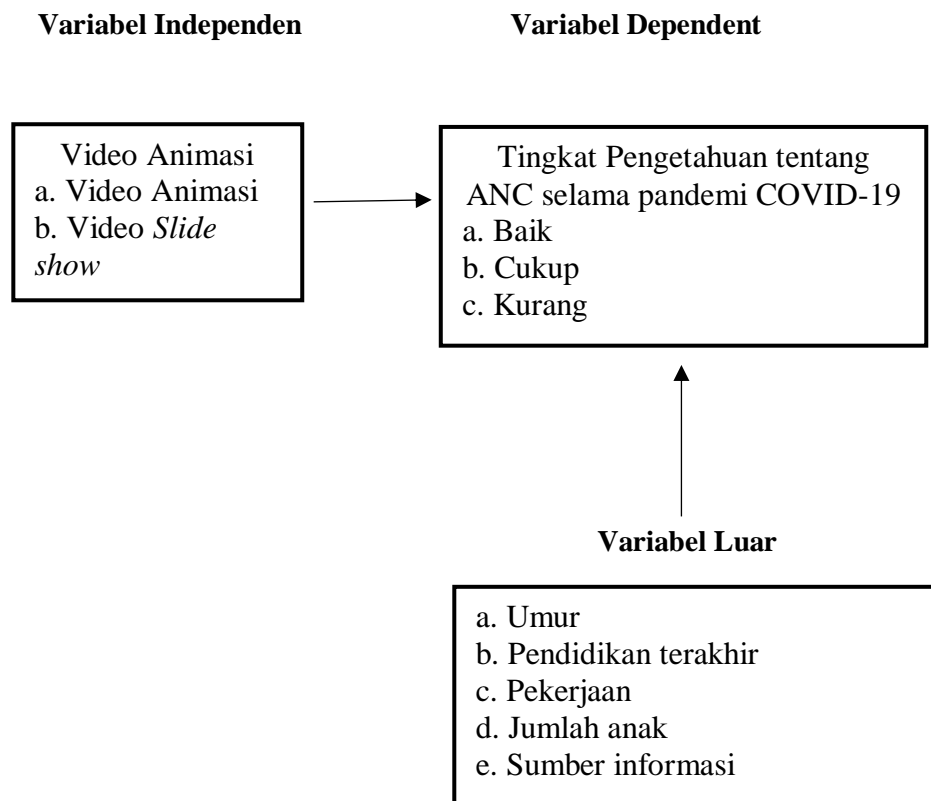 Variabel Independen
Variabel Dependent
Video Animasi
a. Video Animasi
b. Video Slide
show
Tingkat Pengetahuan tentang
ANC selama pandemi COVID-19
a. Baik
b. Cukup
c. Kurang
Variabel Luar
a. Umur
b. Pendidikan terakhir
c. Pekerjaan
d. Jumlah anak
e. Sumber informasi